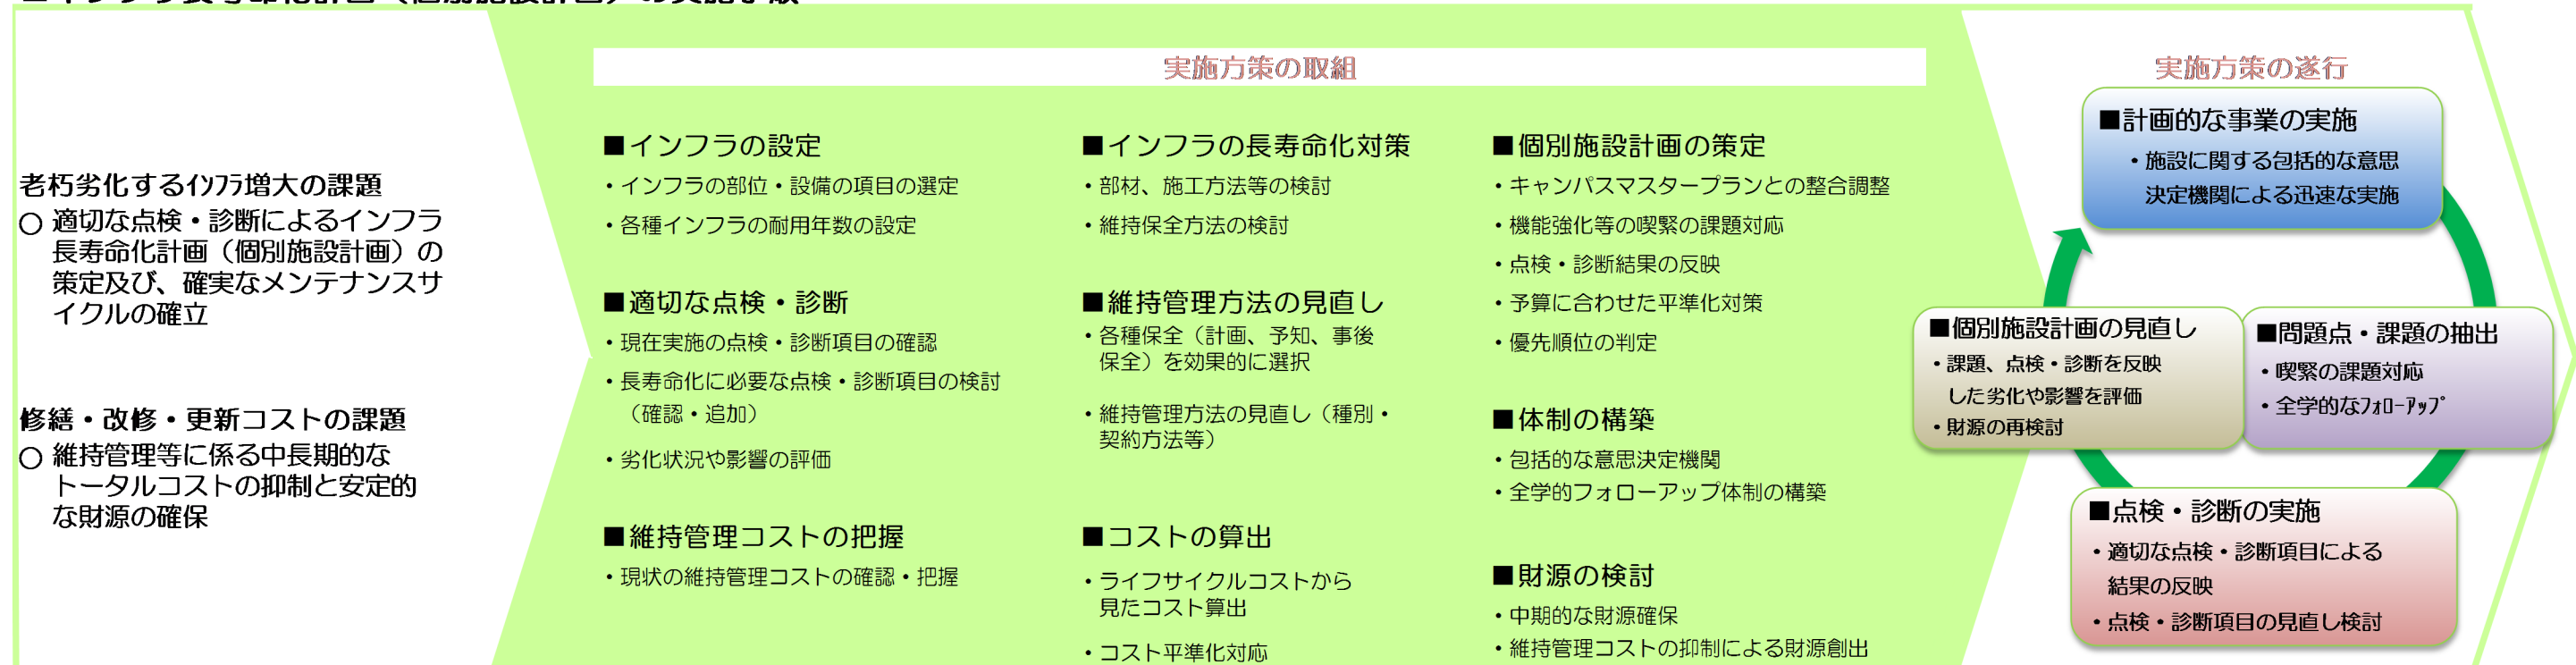 老朽劣化するｲﾝﾌﾗ増大の課題
○ 適切な点検・診断によるインフラ
長寿命化計画（個別施設計画）の
策定及び、確実なメンテナンスサ
イクルの確立
修繕・改修・更新コストの課題
○ 維持管理等に係る中長期的な
トータルコストの抑制と安定的
な財源の確保
実施方策の取組
■インフラの設定
・インフラの部位・設備の項目の選定
・各種インフラの耐用年数の設定
■適切な点検・診断
・現在実施の点検・診断項目の確認
・長寿命化に必要な点検・診断項目の検討
（確認・追加）
・劣化状況や影響の評価
■維持管理コストの把握
・現状の維持管理コストの確認・把握
■インフラの長寿命化対策
・部材、施工方法等の検討
・維持保全方法の検討
■維持管理方法の見直し
・各種保全（計画、予知、事後
保全）を効果的に選択
・維持管理方法の見直し（種別・
契約方法等）
■コストの算出
・ライフサイクルコストから
見たコスト算出
・コスト平準化対応
■個別施設計画の策定
・キャンパスマスタープランとの整合調整
・機能強化等の喫緊の課題対応
・点検・診断結果の反映
・予算に合わせた平準化対策
・優先順位の判定
■体制の構築
・包括的な意思決定機関
・全学的フォローアップ体制の構築
■財源の検討
・中期的な財源確保
・維持管理コストの抑制による財源創出
実施方策の遂行
■計画的な事業の実施
・施設に関する包括的な意思
決定機関による迅速な実施
■問題点・課題の抽出
・喫緊の課題対応
・全学的なﾌｫﾛｰｱｯﾌﾟ
■点検・診断の実施
・適切な点検・診断項目による
結果の反映
・点検・診断項目の見直し検討
■個別施設計画の見直し
・課題、点検・診断を反映
した劣化や影響を評価
・財源の再検討